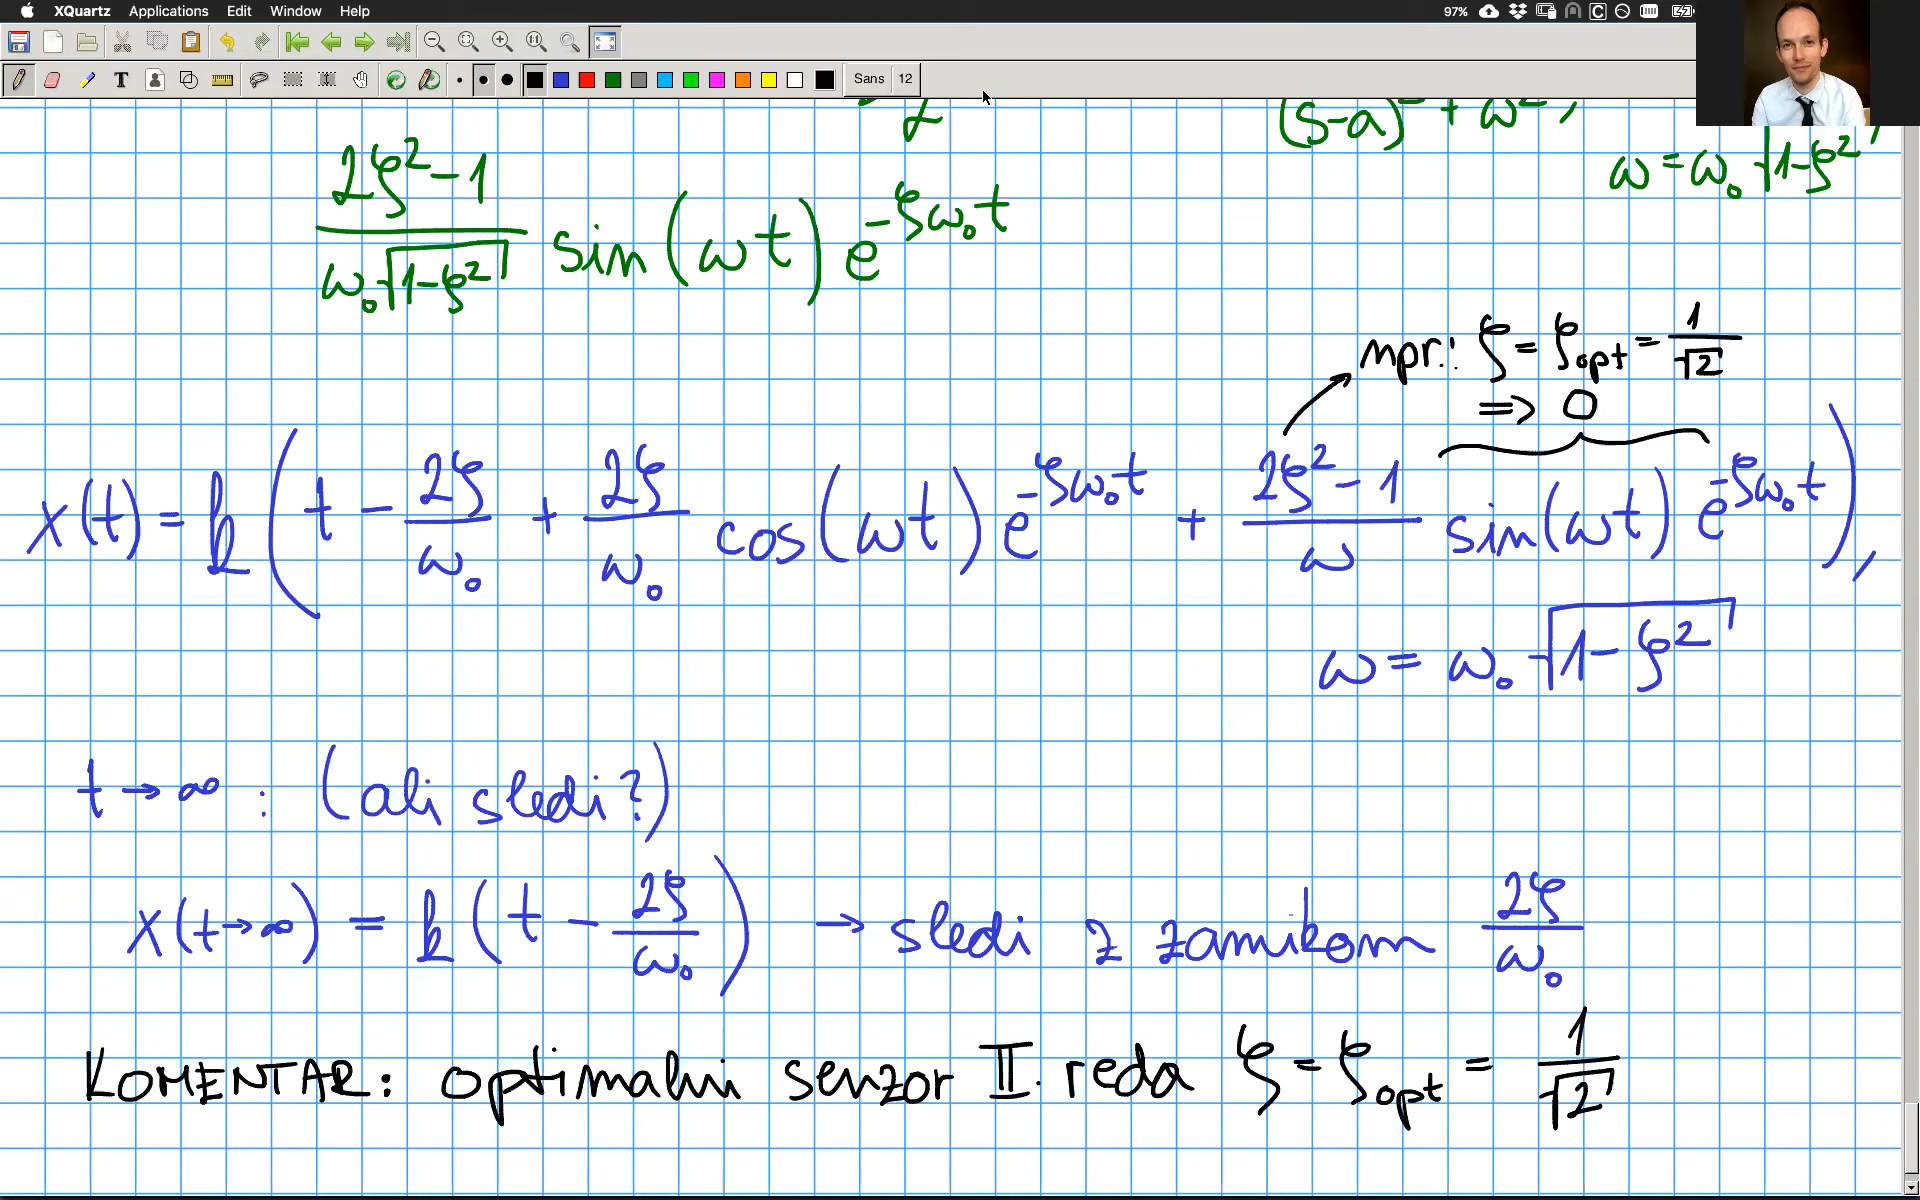 XQuartz Applications Edit Window Help 97%
Sans 12
(s-a)² + ω²,
ω = ω₀ √(1-ζ²)
(2ζ² - 1)/(ω₀√(1-ζ²)) sin(ωt) e^(-ζω₀t)
npr.: ζ = ζopt = 1/√2
=> 0
x(t) = k(t - 2ζ/ω₀ + 2ζ/ω₀ cos(ωt) e^(-ζω₀t) + (2ζ² - 1)/ω sin(ωt) e^(-ζω₀t)),
ω = ω₀ √(1-ζ²)
t → ∞ : (ali sledi?)
x(t→∞) = k(t - 2ζ/ω₀) → sledi z zamikom 2ζ/ω₀
KOMENTAR: optimalni senzor II. reda ζ = ζopt = 1/√2